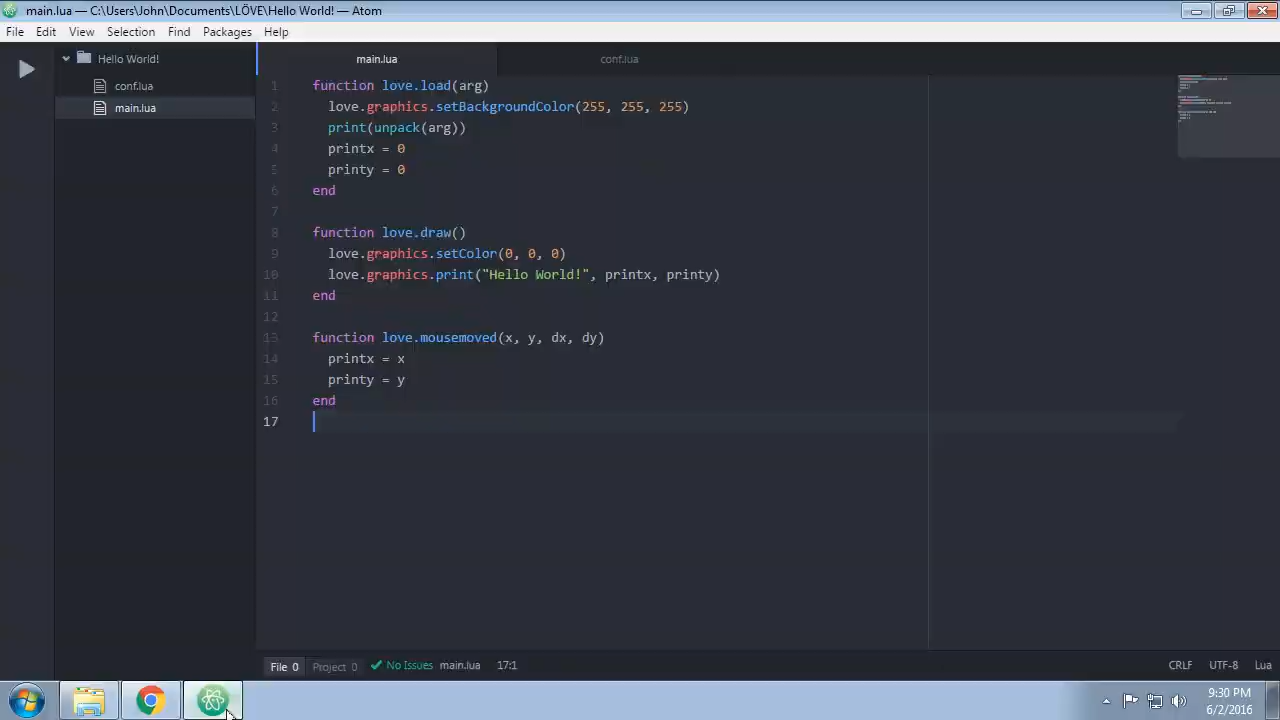 main.lua — C:\Users\John\Documents\LÖVE\Hello World! — Atom
File Edit View Selection Find Packages Help
Hello World!
conf.lua
main.lua
main.lua conf.lua
1 function love.load(arg)
2 love.graphics.setBackgroundColor(255, 255, 255)
3 print(unpack(arg))
4 printx = 0
5 printy = 0
6 end
7
8 function love.draw()
9 love.graphics.setColor(0, 0, 0)
10 love.graphics.print("Hello World!", printx, printy)
11 end
12
13 function love.mousemoved(x, y, dx, dy)
14 printx = x
15 printy = y
16 end
17
File 0 Project 0 No Issues main.lua 17:1 CRLF UTF-8 Lua
9:30 PM
6/2/2016